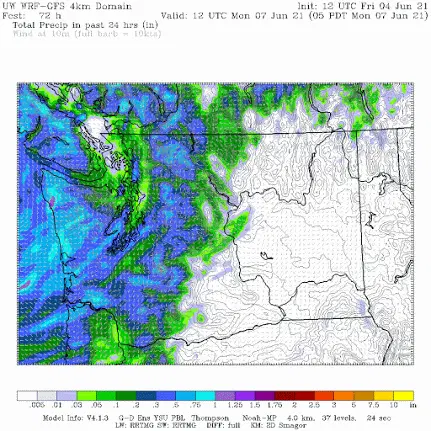 UW WRF-GFS 4km Domain Init: 12 UTC Fri 04 Jun 21
Fcst: 72 h Valid: 12 UTC Mon 07 Jun 21 (05 PDT Mon 07 Jun 21)
Total Precip in past 24 hrs (in)
Wind at 10m (full barb = 10kts)
.005 .01 .03 .05 .1 .2 .3 .5 .75 1 1.25 1.5 1.75 2 2.5 3 5 7.5 10 in
Model Info: V4.1.3 G-D Ens YSU PBL Thompson Noah-MP 4.0 km, 37 levels, 24 sec
LW: RRTMG SW: RRTMG DIFF: full KM: 2D Smagor